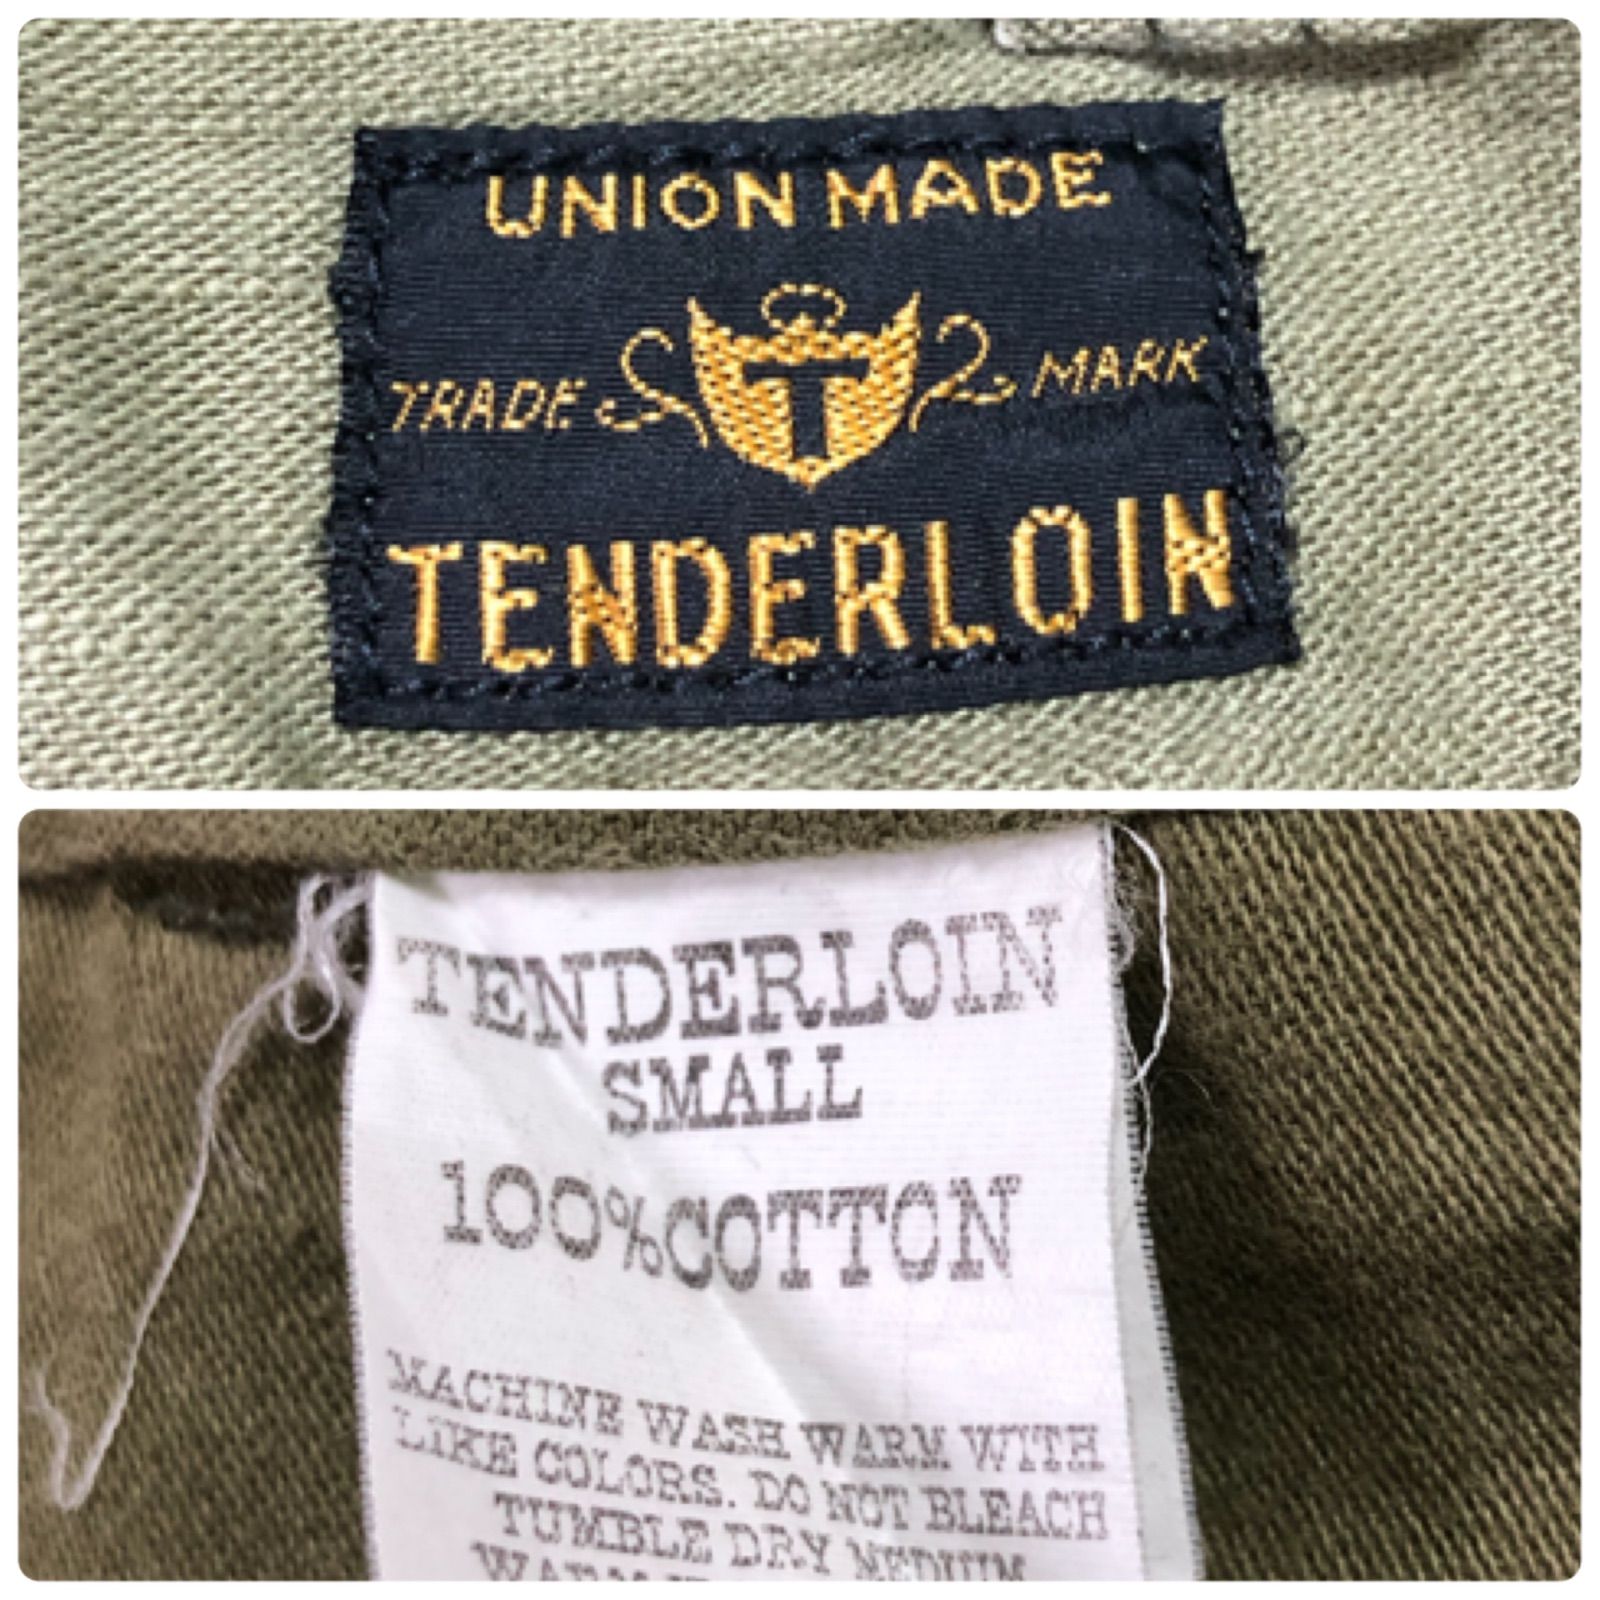 UNION MADE
TRADE T MARK
TENDERLOIN
TENDERLOIN
SMALL
100%COTTON
MACHINE WASH WARM WITH
LIKE COLORS. DO NOT BLEACH
TUMBLE DRY MEDIUM